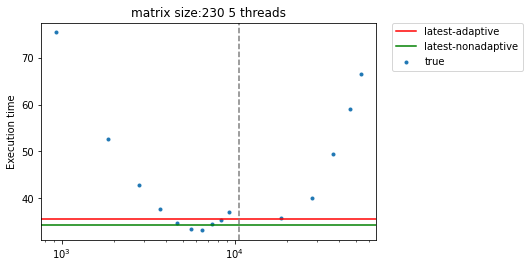 matrix size:230 5 threads
latest-adaptive
latest-nonadaptive
true
Execution time
70
60
50
40
10³
10⁴